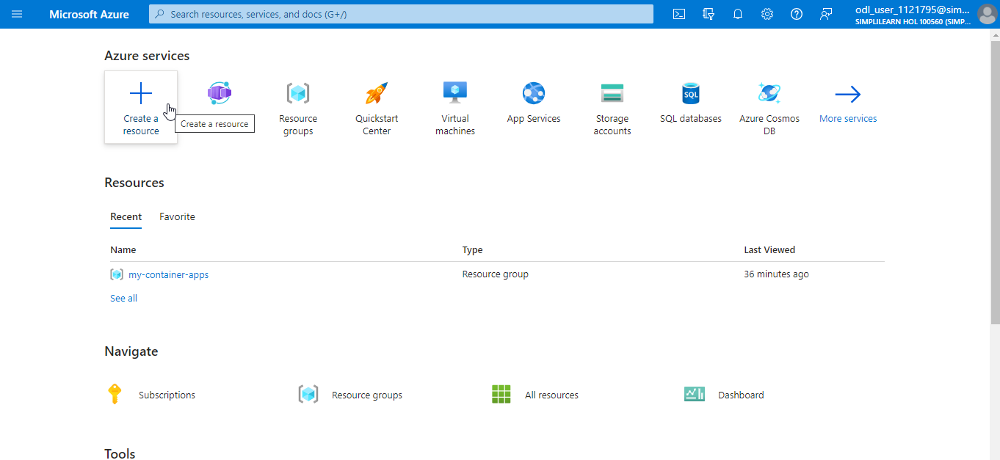 Microsoft Azure
Search resources, services, and docs (G+/)
odl_user_1121795@sim...
SIMPLILEARN HOL 100560 (SIMP...
Azure services
Create a
resource
Create a resource
Resource
groups
Quickstart
Center
Virtual
machines
App Services
Storage
accounts
SQL
SQL databases
Azure Cosmos
DB
More services
Resources
Recent
Favorite
Name
Type
Last Viewed
my-container-apps
Resource group
36 minutes ago
See all
Navigate
Subscriptions
Resource groups
All resources
Dashboard
Tools